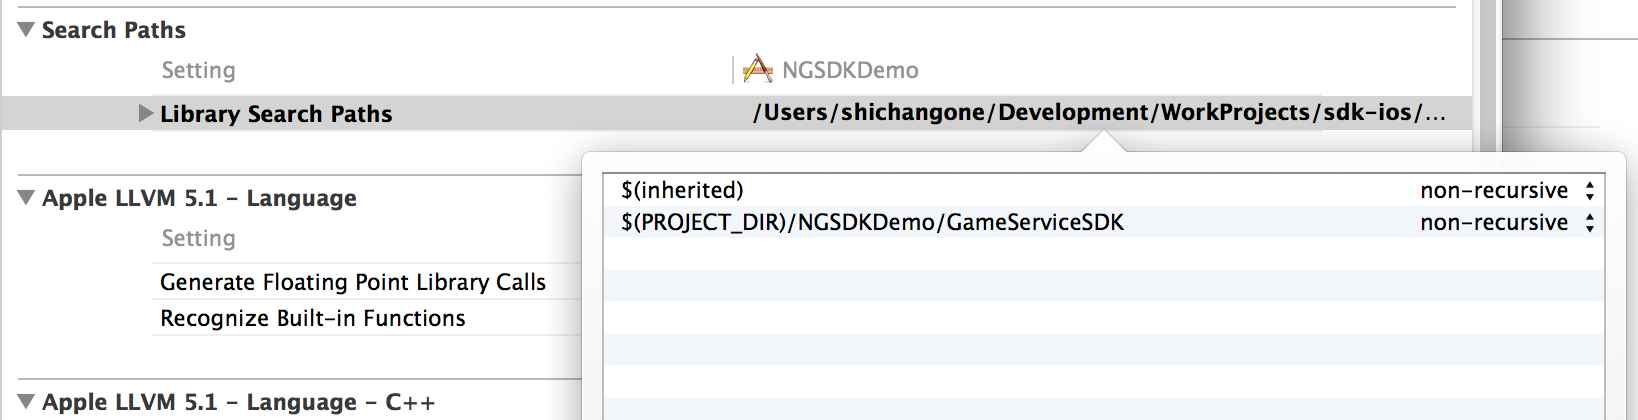 Search Paths
Setting NGSDKDemo
Library Search Paths /Users/shichangone/Development/WorkProjects/sdk-ios/...
$(inherited) non-recursive
Apple LLVM 5.1 - Language
$(PROJECT_DIR)/NGSDKDemo/GameServiceSDK non-recursive
Setting
Generate Floating Point Library Calls
Recognize Built-in Functions
Apple LLVM 5.1 - Language - C++